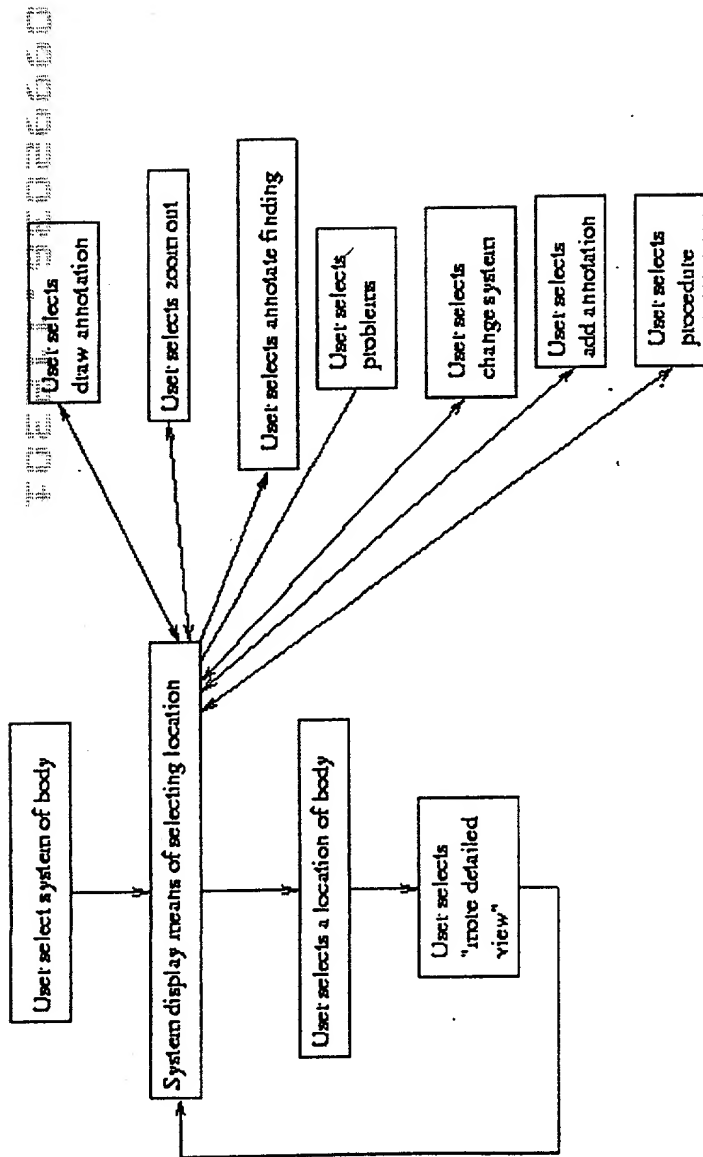 User select system of body
System display means of selecting location
User selects a location of body
User selects
"more detailed
view"
User selects
draw annotation
User selects zoom out
User selects annotate finding
User selects
problems
User selects
change system
User selects
add annotation
User selects
procedure